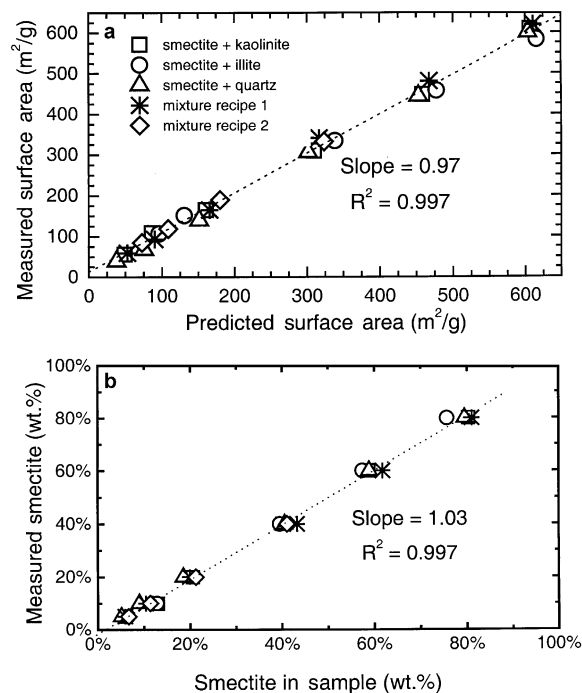 a
smectite + kaolinite
smectite + illite
smectite + quartz
mixture recipe 1
mixture recipe 2
Slope = 0.97
R² = 0.997
Measured surface area (m²/g)
600
500
400
300
200
100
0
0 100 200 300 400 500 600
Predicted surface area (m²/g)
b
Slope = 1.03
R² = 0.997
Measured smectite (wt.%)
100%
80%
60%
40%
20%
0%
0% 20% 40% 60% 80% 100%
Smectite in sample (wt.%)